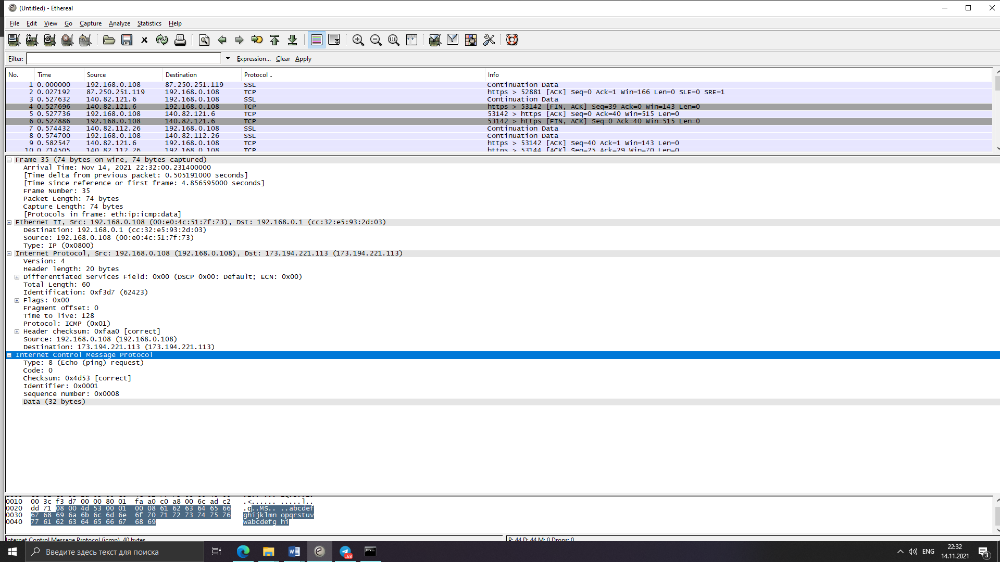 (Untitled) - Ethereal
File Edit View Go Capture Analyze Statistics Help
Filter: Expression... Clear Apply
No. Time Source Destination Protocol Info
1 0.000000 192.168.0.108 87.250.251.119 SSL Continuation Data
2 0.027192 87.250.251.119 192.168.0.108 TCP https > 52881 [ACK] Seq=0 Ack=1 Win=166 Len=0 SLE=0 SRE=1
3 0.527632 140.82.121.6 192.168.0.108 SSL Continuation Data
4 0.527696 140.82.121.6 192.168.0.108 TCP https > 53142 [FIN, ACK] Seq=39 Ack=0 Win=143 Len=0
5 0.527736 192.168.0.108 140.82.121.6 TCP 53142 > https [ACK] Seq=0 Ack=40 Win=515 Len=0
6 0.527886 192.168.0.108 140.82.121.6 TCP 53142 > https [FIN, ACK] Seq=0 Ack=40 Win=515 Len=0
7 0.574432 140.82.112.26 192.168.0.108 SSL Continuation Data
8 0.574700 192.168.0.108 140.82.112.26 SSL Continuation Data
9 0.582547 140.82.121.6 192.168.0.108 TCP https > 53142 [ACK] Seq=40 Ack=1 Win=143 Len=0
10 0.714505 140.82.112.26 192.168.0.108 TCP https > 53144 [ACK] Seq=25 Ack=29 Win=70 Len=0
Frame 35 (74 bytes on wire, 74 bytes captured)
Arrival Time: Nov 14, 2021 22:32:00.231400000
[Time delta from previous packet: 0.505191000 seconds]
[Time since reference or first frame: 4.856595000 seconds]
Frame Number: 35
Packet Length: 74 bytes
Capture Length: 74 bytes
[Protocols in frame: eth:ip:icmp:data]
Ethernet II, Src: 192.168.0.108 (00:e0:4c:51:7f:73), Dst: 192.168.0.1 (cc:32:e5:93:2d:03)
Destination: 192.168.0.1 (cc:32:e5:93:2d:03)
Source: 192.168.0.108 (00:e0:4c:51:7f:73)
Type: IP (0x0800)
Internet Protocol, Src: 192.168.0.108 (192.168.0.108), Dst: 173.194.221.113 (173.194.221.113)
Version: 4
Header length: 20 bytes
Differentiated Services Field: 0x00 (DSCP 0x00: Default; ECN: 0x00)
Total Length: 60
Identification: 0xf3d7 (62423)
Flags: 0x00
Fragment offset: 0
Time to live: 128
Protocol: ICMP (0x01)
Header checksum: 0xfaa0 [correct]
Source: 192.168.0.108 (192.168.0.108)
Destination: 173.194.221.113 (173.194.221.113)
Internet Control Message Protocol
Type: 8 (Echo (ping) request)
Code: 0
Checksum: 0x4d53 [correct]
Identifier: 0x0001
Sequence number: 0x0008
Data (32 bytes)
0010 00 3c f3 d7 00 00 80 01 fa a0 c0 a8 00 6c ad c2 .<...... .....l..
0020 dd 71 08 00 4d 53 00 01 00 08 61 62 63 64 65 66 .q..MS.. ..abcdef
0030 67 68 69 6a 6b 6c 6d 6e 6f 70 71 72 73 74 75 76 ghijklmn opqrstuv
0040 77 61 62 63 64 65 66 67 68 69 wabcdefg hi
Internet Control Message Protocol (icmp), 40 bytes
P: 44 D: 44 M: 0 Drops: 0
Введите здесь текст для поиска
.68
ENG
22:32
14.11.2021
3